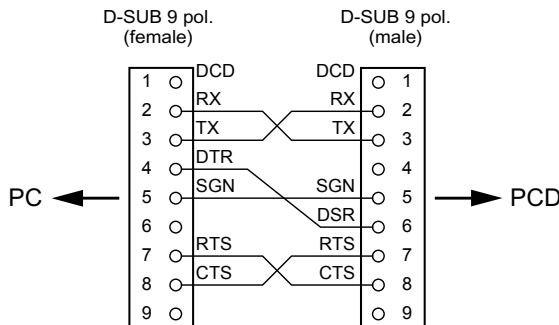 D-SUB 9 pol. D-SUB 9 pol.
(female) (male)
1 DCD DCD 1
2 RX RX 2
3 TX TX 3
4 DTR 4
PC 5 SGN SGN 5 PCD
6 DSR 6
7 RTS RTS 7
8 CTS CTS 8
9 9